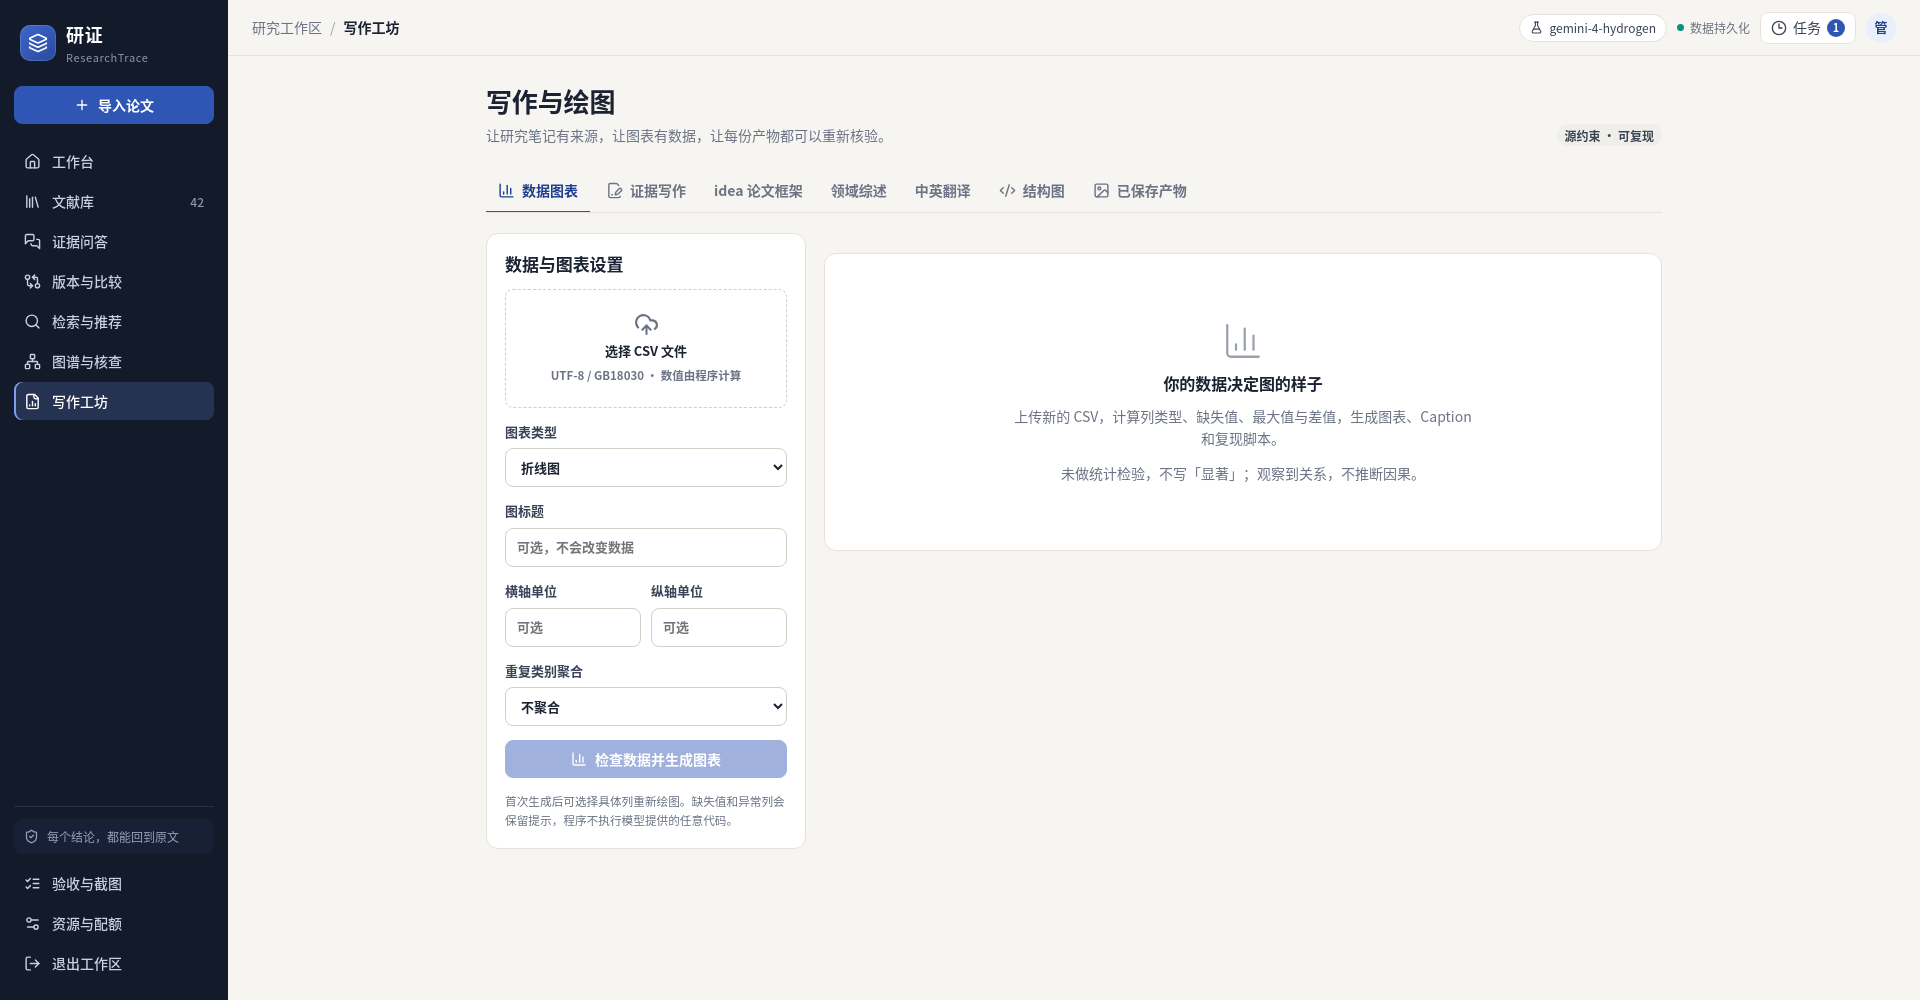 研证
ResearchTrace
导入论文
工作台
文献库 42
证据问答
版本与比较
检索与推荐
图谱与核查
写作工坊
每个结论，都能回到原文
验收与截图
资源与配额
退出工作区
研究工作区 / 写作工坊
gemini-4-hydrogen
数据持久化
任务 1
管
写作与绘图
让研究笔记有来源，让图表有数据，让每份产物都可以重新核验。
源约束 · 可复现
数据图表
证据写作
idea 论文框架
领域综述
中英翻译
结构图
已保存产物
数据与图表设置
选择 CSV 文件
UTF-8 / GB18030 · 数值由程序计算
图表类型
折线图
图标题
可选，不会改变数据
横轴单位 纵轴单位
可选 可选
重复类别聚合
不聚合
检查数据并生成图表
首次生成后可选择具体列重新绘图。缺失值和异常列会
保留提示，程序不执行模型提供的任意代码。
你的数据决定图的样子
上传新的 CSV，计算列类型、缺失值、最大值与差值，生成图表、Caption
和复现脚本。
未做统计检验，不写「显著」；观察到关系，不推断因果。